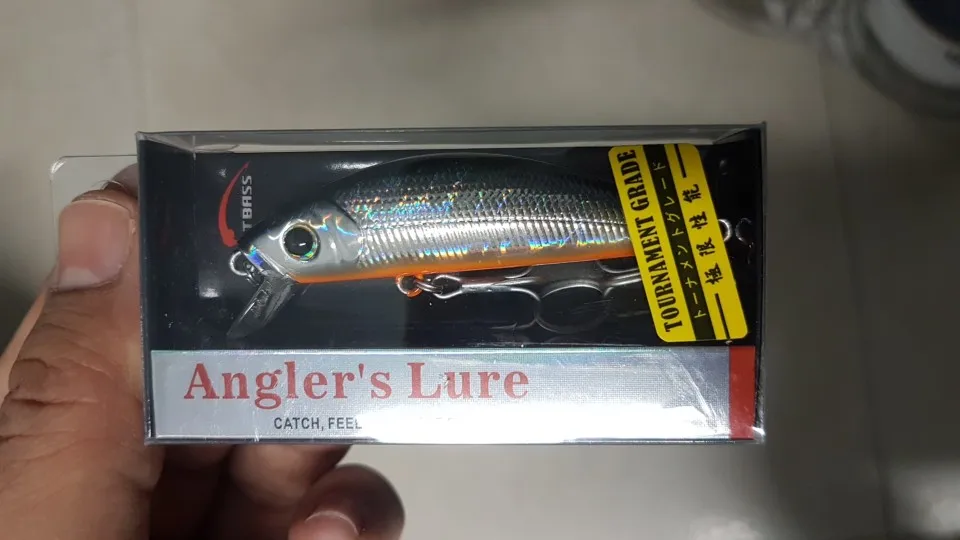 T BASS
TOURNAMENT GRADE
トーナメントグレード
極限性能
Angler's Lure
CATCH, FEEL